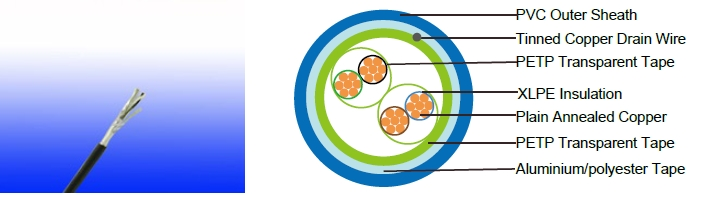 PVC Outer Sheath
Tinned Copper Drain Wire
PETP Transparent Tape
XLPE Insulation
Plain Annealed Copper
PETP Transparent Tape
Aluminium/polyester Tape